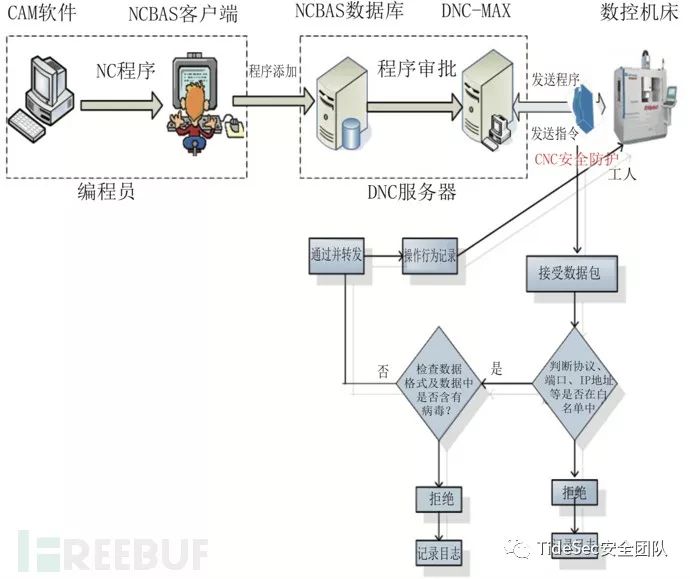 CAM软件
NCBAS客户端
NCBAS数据库
DNC-MAX
数控机床
NC程序
程序添加
程序审批
发送程序
发送指令
CNC安全防护
工人
编程员
DNC服务器
通过并转发
操作行为记录
接受数据包
否
检查数据
格式及数据中
是否含有
病毒？
是
判断协议、
端口、IP地址
等是否在白
名单中
拒绝
拒绝
记录日志
记录日志
FREEBUF
TideSec安全团队